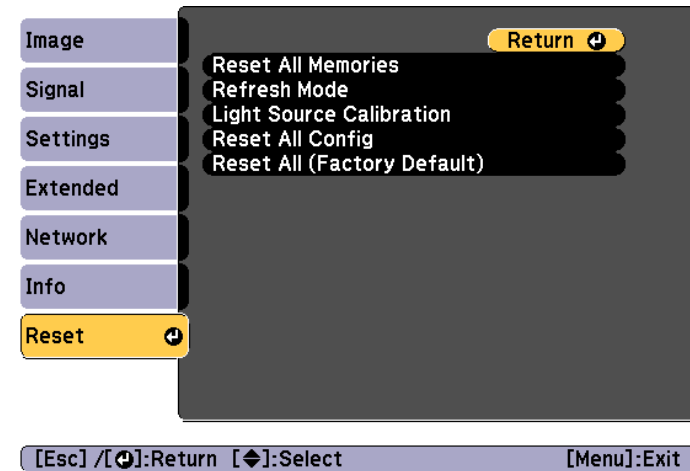 Image
Signal
Settings
Extended
Network
Info
Reset
Return
Reset All Memories
Refresh Mode
Light Source Calibration
Reset All Config
Reset All (Factory Default)
[Esc] /[⏎]:Return [◆]:Select [Menu]:Exit